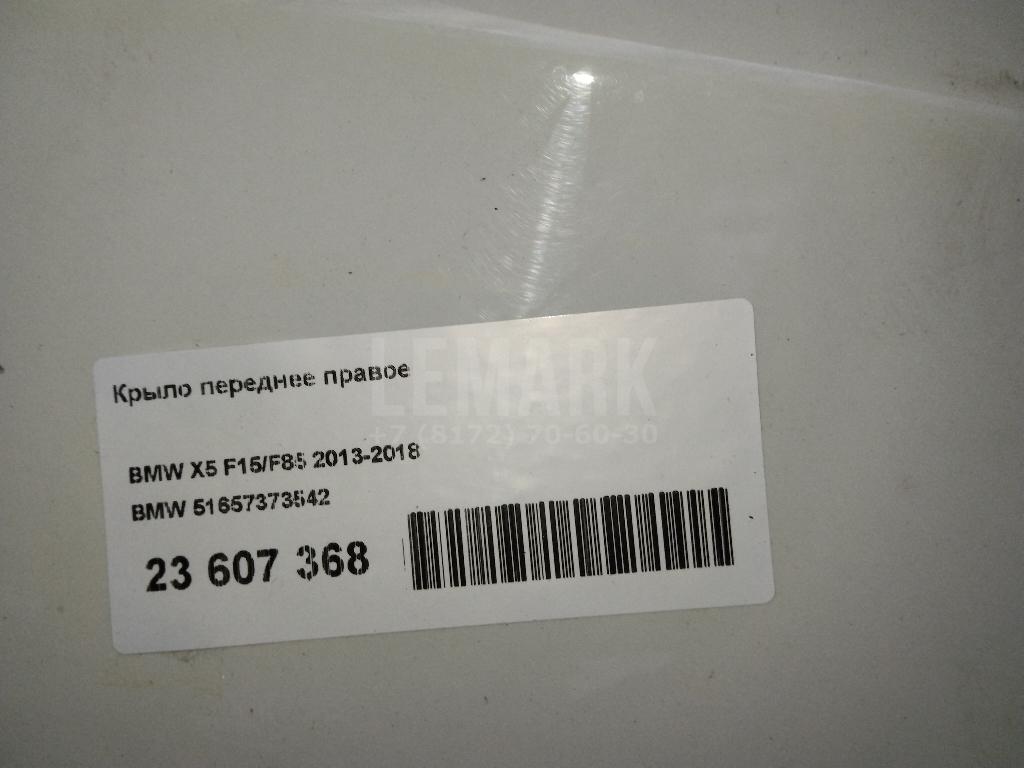 LEMARK
+7 (8172) 70-60-30
Крыло переднее правое
BMW X5 F15/F85 2013-2018
BMW 51657373542
23 607 368